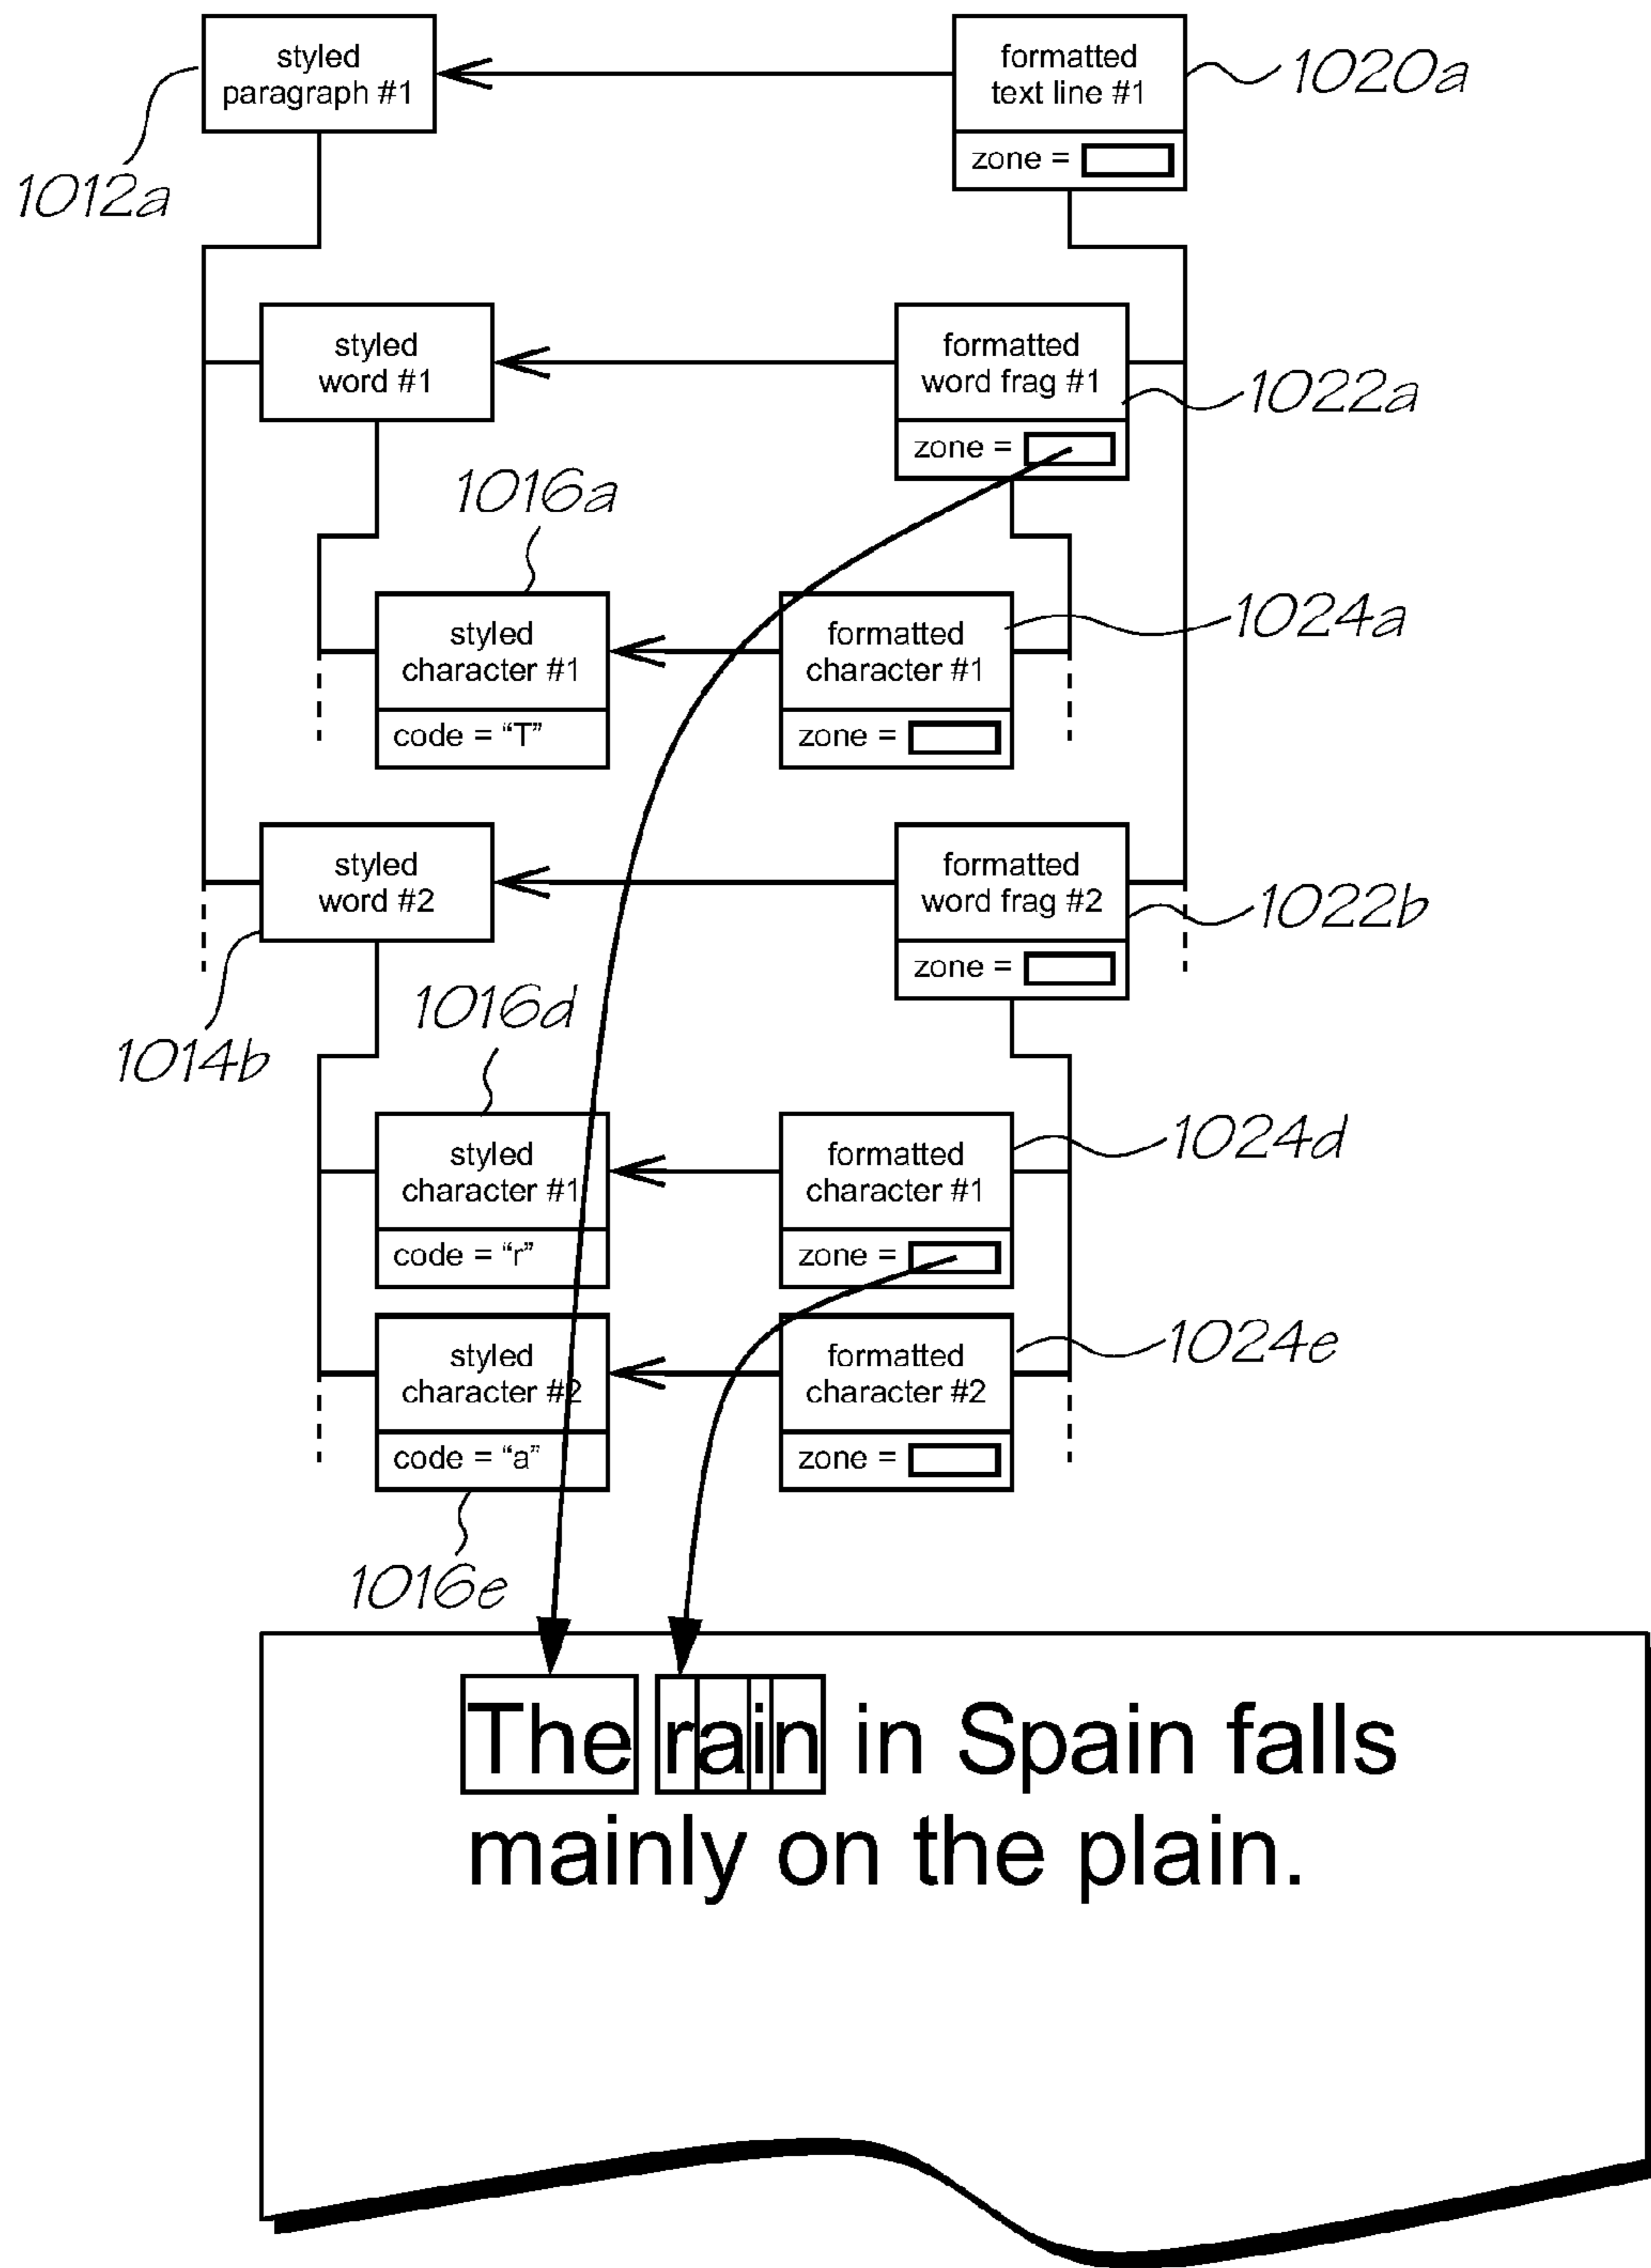 styled
paragraph #1
formatted
text line #1
zone =
1020a
1012a
styled
word #1
formatted
word frag #1
zone =
1022a
1016a
styled
character #1
code = “T”
formatted
character #1
zone =
1024a
styled
word #2
formatted
word frag #2
zone =
1022b
1014b
1016d
styled
character #1
code = “r”
formatted
character #1
zone =
1024d
styled
character #2
code = “a”
formatted
character #2
zone =
1024e
1016e
The rain in Spain falls
mainly on the plain.